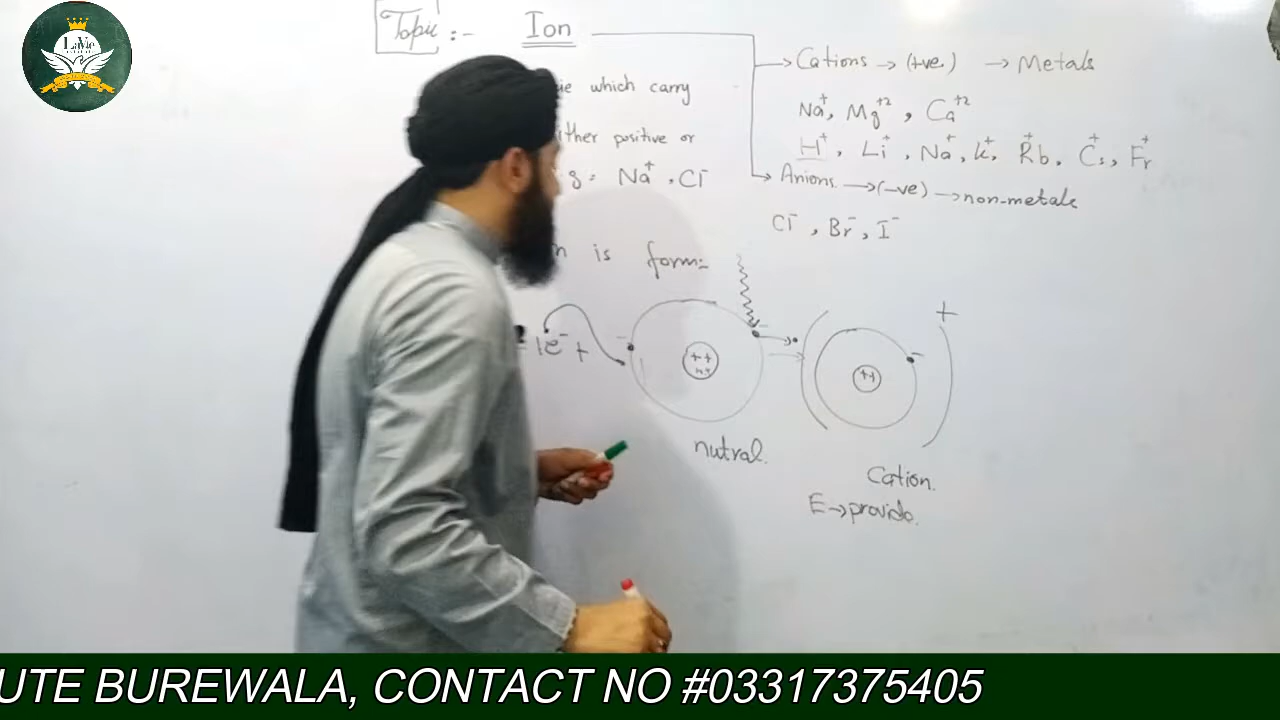 LaVie
Topic :- Ion
Cations → (+ve) → Metals
which carry
Na⁺, Mg⁺², Ca⁺²
positive or
H⁺, Li⁺, Na⁺, K⁺, Rb⁺, Cs⁺, Fr⁺
g = Na⁺, Cl⁻
Anions → (-ve) → non-metals
Cl⁻, Br⁻, I⁻
n is form:-
+
- 1e⁻ +
-
-
-
++
++
++
nutral.
Cation.
E → provide.
UTE BUREWALA, CONTACT NO #03317375405